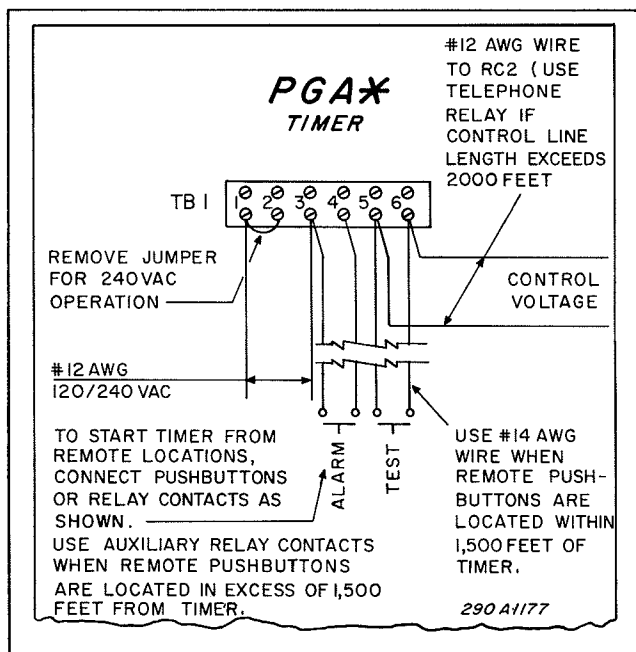 #12 AWG WIRE
TO RC2 ( USE
TELEPHONE
RELAY IF
CONTROL LINE
LENGTH EXCEEDS
2000 FEET
PGA*
TIMER
TB 1
1 2 3 4 5 6
REMOVE JUMPER
FOR 240VAC
OPERATION
CONTROL
VOLTAGE
#12 AWG
120/240 VAC
TO START TIMER FROM
REMOTE LOCATIONS,
CONNECT PUSHBUTTONS
OR RELAY CONTACTS AS
SHOWN.
USE AUXILIARY RELAY CONTACTS
WHEN REMOTE PUSHBUTTONS
ARE LOCATED IN EXCESS OF 1,500
FEET FROM TIMER.
ALARM
TEST
USE #14 AWG
WIRE WHEN
REMOTE PUSH-
BUTTONS ARE
LOCATED WITHIN
1,500 FEET OF
TIMER.
290 A1177